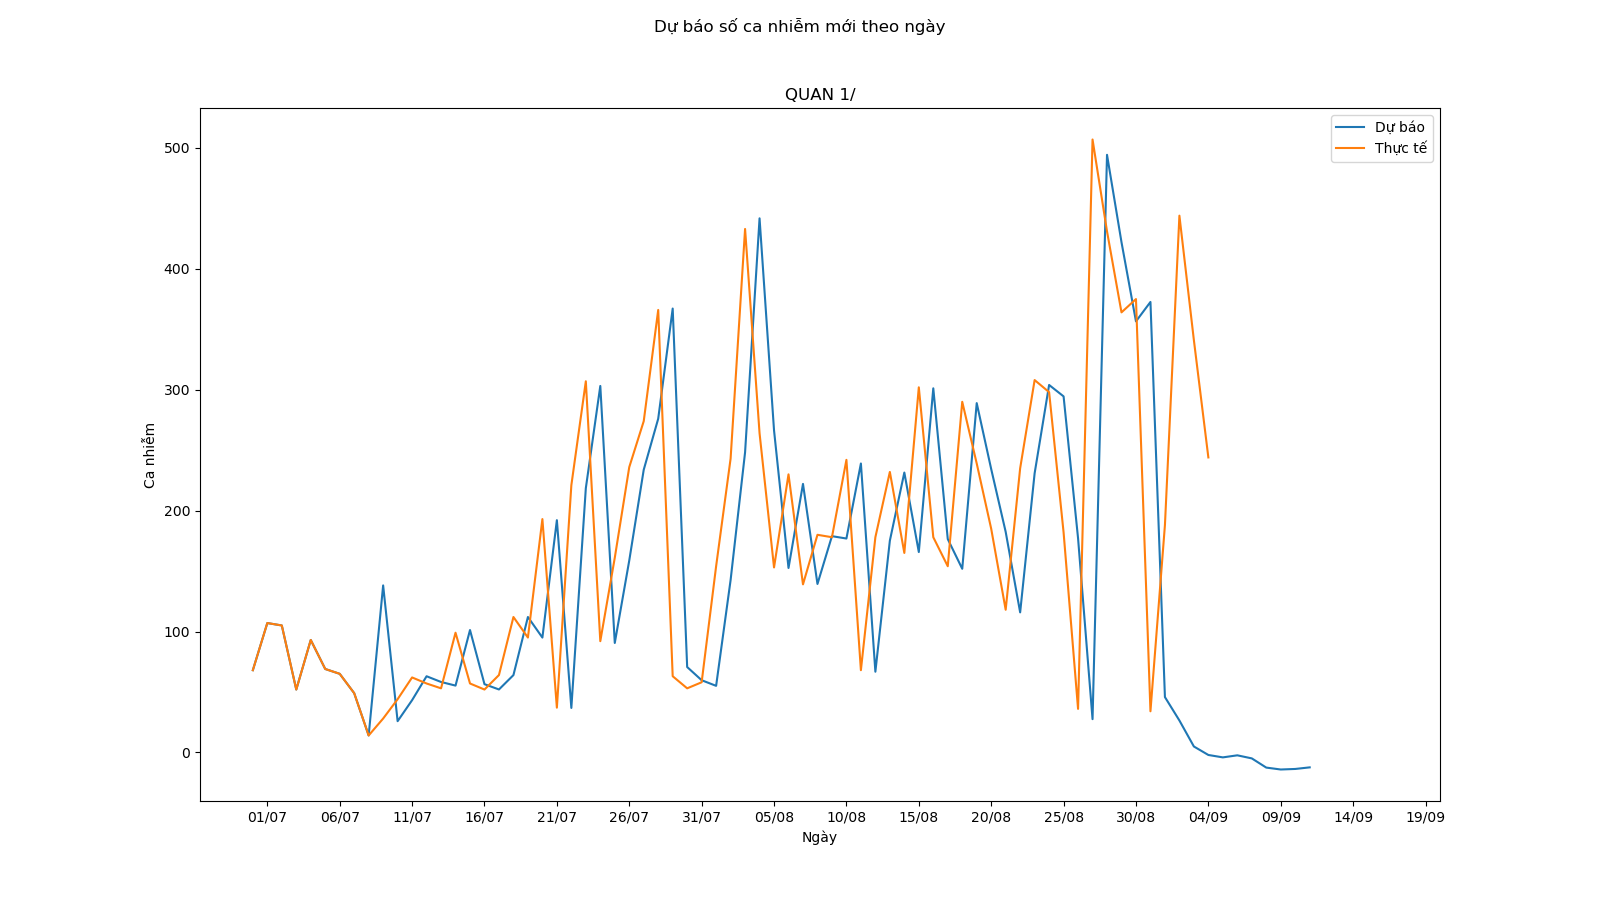 Dự báo số ca nhiễm mới theo ngày
QUAN 1/
Dự báo
Thực tế
500
400
300
200
100
0
Ca nhiễm
01/07 06/07 11/07 16/07 21/07 26/07 31/07 05/08 10/08 15/08 20/08 25/08 30/08 04/09 09/09 14/09 19/09
Ngày